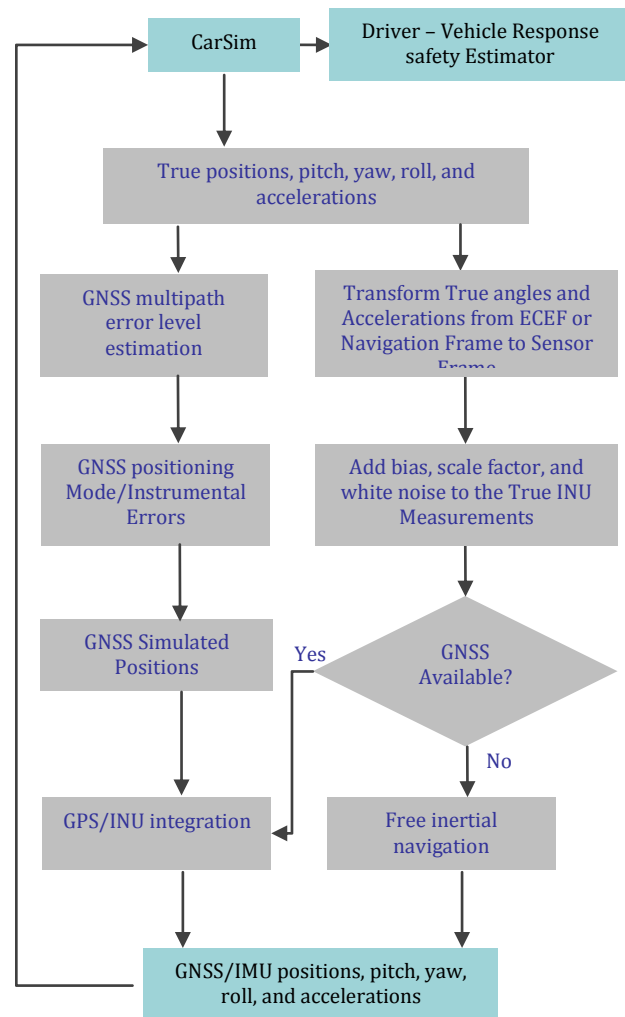 CarSim
Driver – Vehicle Response
safety Estimator
True positions, pitch, yaw, roll, and
accelerations
GNSS multipath
error level
estimation
Transform True angles and
Accelerations from ECEF or
Navigation Frame to Sensor
Frame
GNSS positioning
Mode/Instrumental
Errors
Add bias, scale factor, and
white noise to the True INU
Measurements
GNSS Simulated
Positions
Yes
GNSS
Available?
No
GPS/INU integration
Free inertial
navigation
GNSS/IMU positions, pitch, yaw,
roll, and accelerations